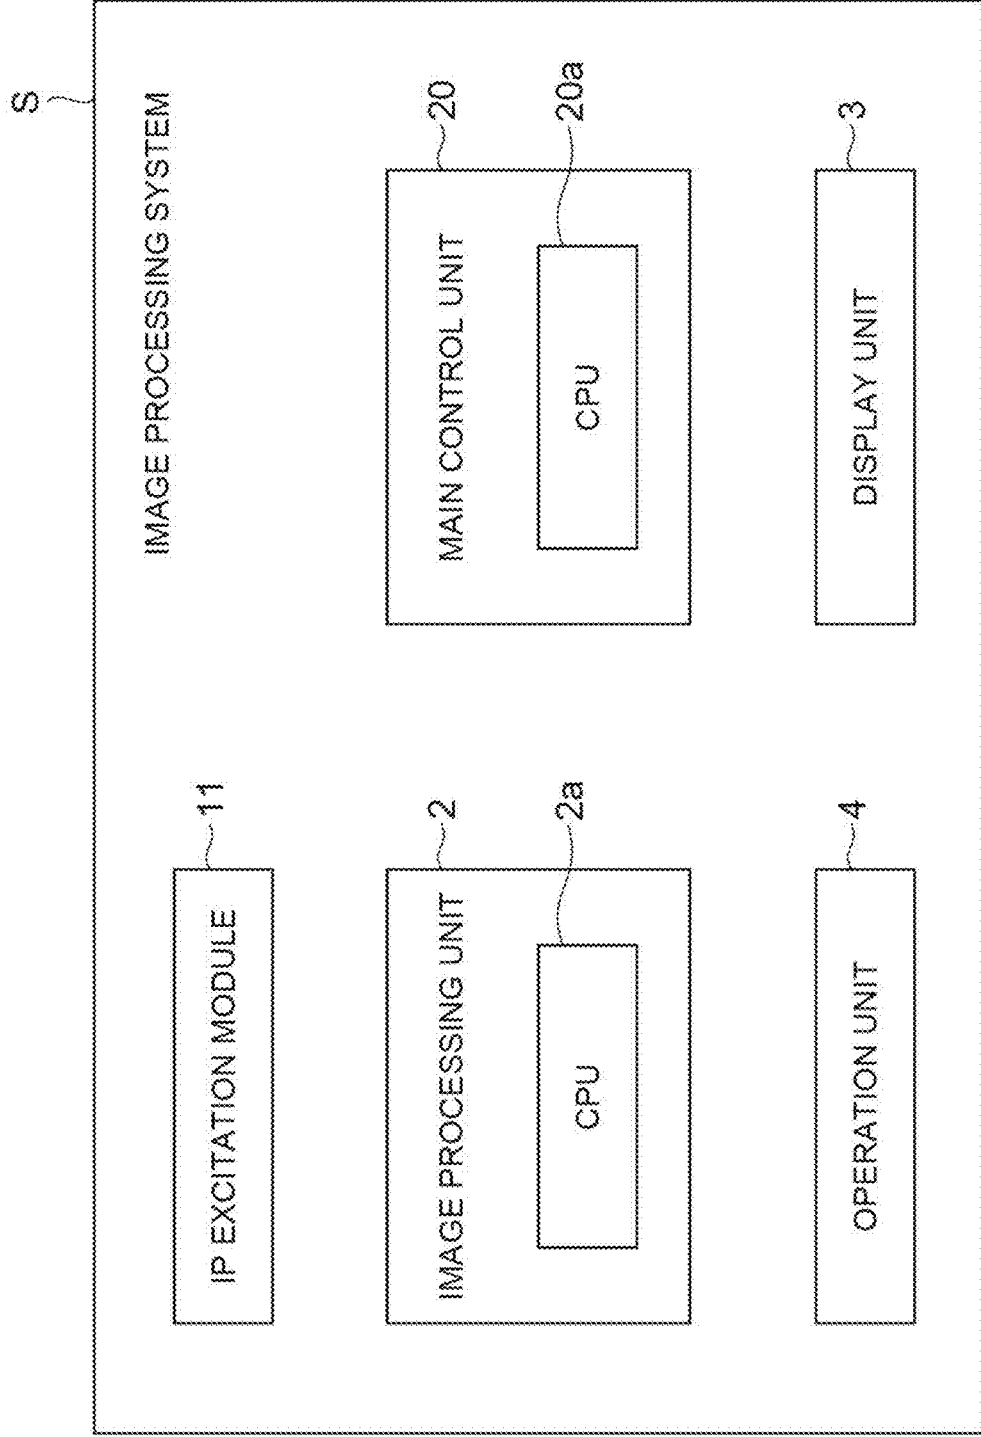 S
IMAGE PROCESSING SYSTEM
11
IP EXCITATION MODULE
2
IMAGE PROCESSING UNIT
2a
CPU
20
MAIN CONTROL UNIT
20a
CPU
4
OPERATION UNIT
3
DISPLAY UNIT